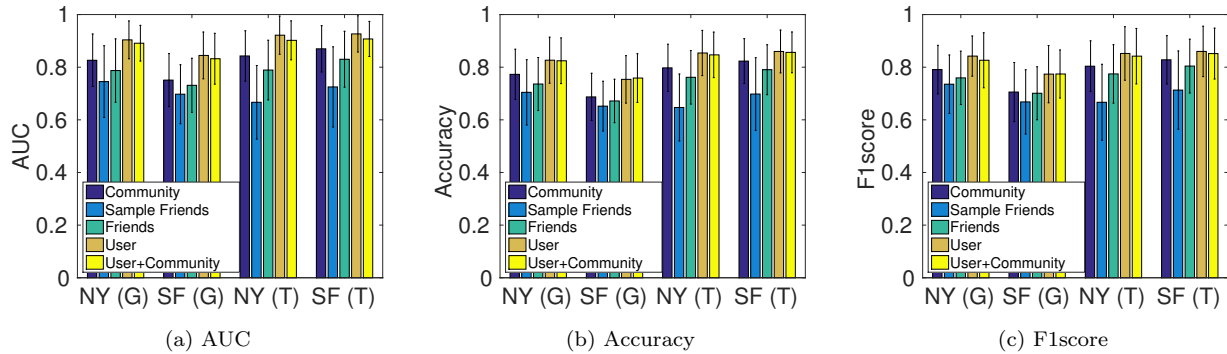 AUC
1
0.8
0.6
0.4
0.2
0
Community
Sample Friends
Friends
User
User+Community
NY (G) SF (G) NY (T) SF (T)
(a) AUC
Accuracy
1
0.8
0.6
0.4
0.2
0
Community
Sample Friends
Friends
User
User+Community
NY (G) SF (G) NY (T) SF (T)
(b) Accuracy
F1score
1
0.8
0.6
0.4
0.2
0
Community
Sample Friends
Friends
User
User+Community
NY (G) SF (G) NY (T) SF (T)
(c) F1score